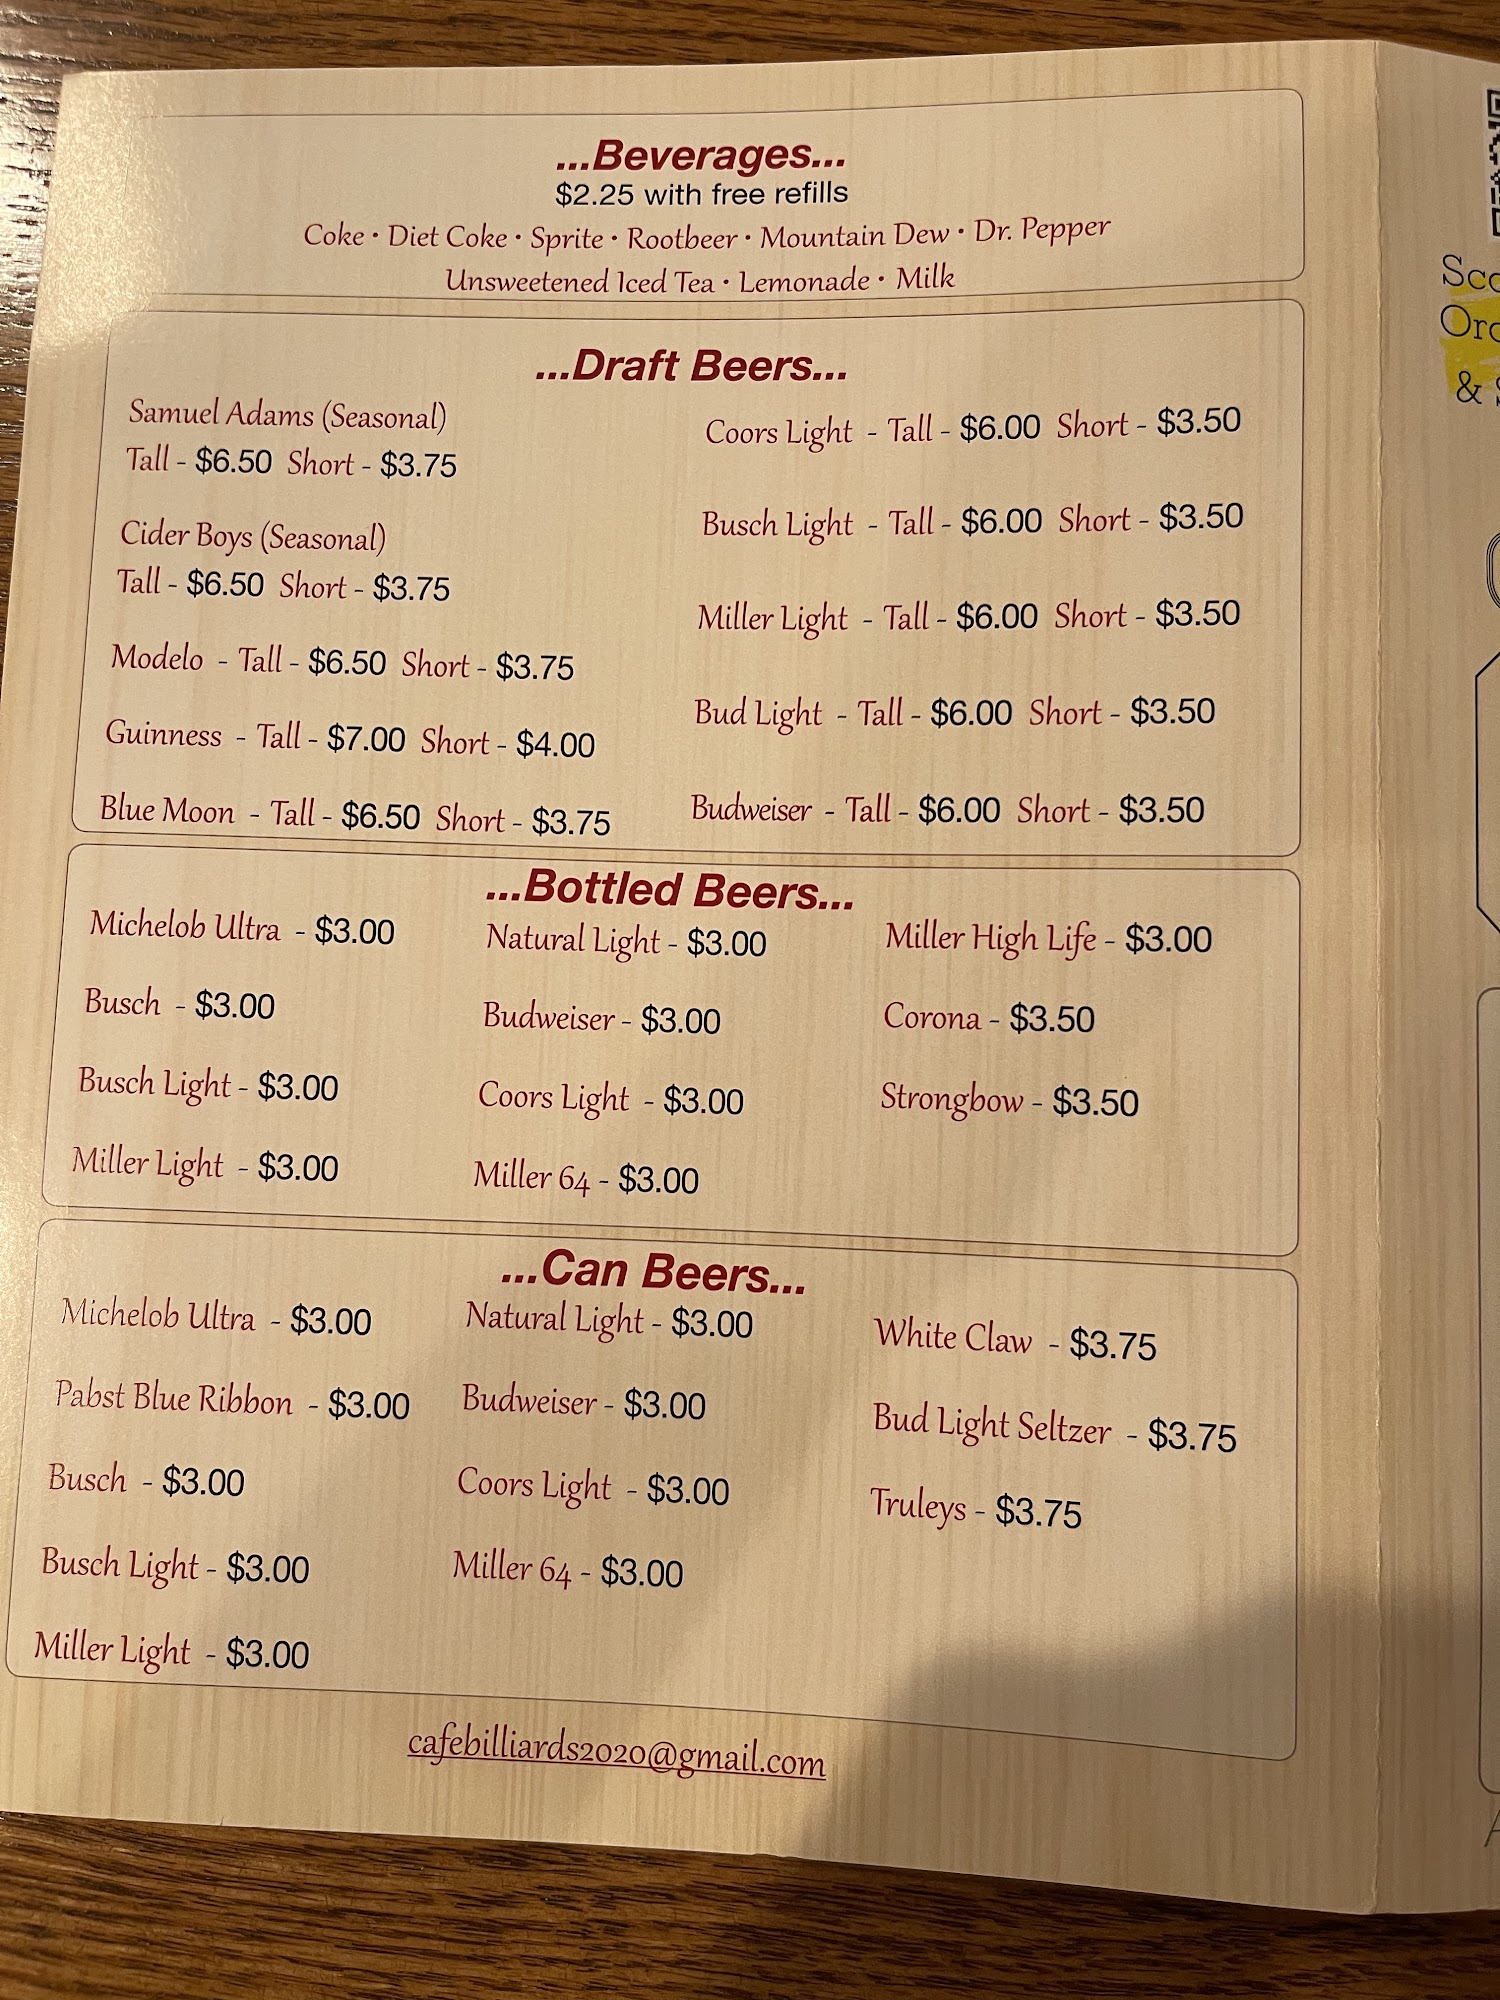 ...Beverages...
$2.25 with free refills
Coke • Diet Coke • Sprite • Rootbeer • Mountain Dew • Dr. Pepper
Unsweetened Iced Tea • Lemonade • Milk
...Draft Beers...
Samuel Adams (Seasonal)
Tall - $6.50 Short - $3.75
Cider Boys (Seasonal)
Tall - $6.50 Short - $3.75
Modelo - Tall - $6.50 Short - $3.75
Guinness - Tall - $7.00 Short - $4.00
Blue Moon - Tall - $6.50 Short - $3.75
Coors Light - Tall - $6.00 Short - $3.50
Busch Light - Tall - $6.00 Short - $3.50
Miller Light - Tall - $6.00 Short - $3.50
Bud Light - Tall - $6.00 Short - $3.50
Budweiser - Tall - $6.00 Short - $3.50
...Bottled Beers...
Michelob Ultra - $3.00
Busch - $3.00
Busch Light - $3.00
Miller Light - $3.00
Natural Light - $3.00
Budweiser - $3.00
Coors Light - $3.00
Miller 64 - $3.00
Miller High Life - $3.00
Corona - $3.50
Strongbow - $3.50
...Can Beers...
Michelob Ultra - $3.00
Pabst Blue Ribbon - $3.00
Busch - $3.00
Busch Light - $3.00
Miller Light - $3.00
Natural Light - $3.00
Budweiser - $3.00
Coors Light - $3.00
Miller 64 - $3.00
White Claw - $3.75
Bud Light Seltzer - $3.75
Truleys - $3.75
cafebilliards2020@gmail.com
&